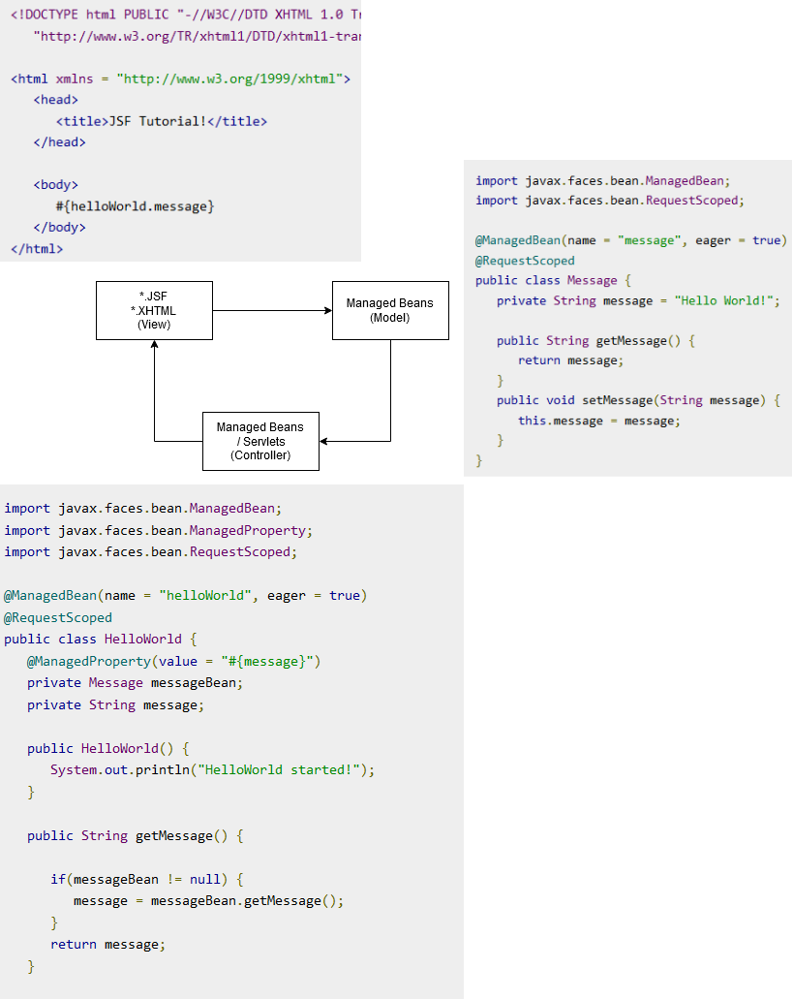 <!DOCTYPE html PUBLIC "-//W3C//DTD XHTML 1.0
"http://www.w3.org/TR/xhtml1/DTD/xhtml1-tran
<html xmlns = "http://www.w3.org/1999/xhtml">
<head>
<title>JSF Tutorial!</title>
</head>
<body>
#{helloWorld.message}
</body>
</html>
import javax.faces.bean.ManagedBean;
import javax.faces.bean.RequestScoped;
@ManagedBean(name = "message", eager = true)
@RequestScoped
public class Message {
private String message = "Hello World!";
public String getMessage() {
return message;
}
public void setMessage(String message) {
this.message = message;
}
}
*.JSF
*.XHTML
(View)
Managed Beans
(Model)
Managed Beans
/ Servlets
(Controller)
import javax.faces.bean.ManagedBean;
import javax.faces.bean.ManagedProperty;
import javax.faces.bean.RequestScoped;
@ManagedBean(name = "helloWorld", eager = true)
@RequestScoped
public class HelloWorld {
@ManagedProperty(value = "#{message}")
private Message messageBean;
private String message;
public HelloWorld() {
System.out.println("HelloWorld started!");
}
public String getMessage() {
if(messageBean != null) {
message = messageBean.getMessage();
}
return message;
}